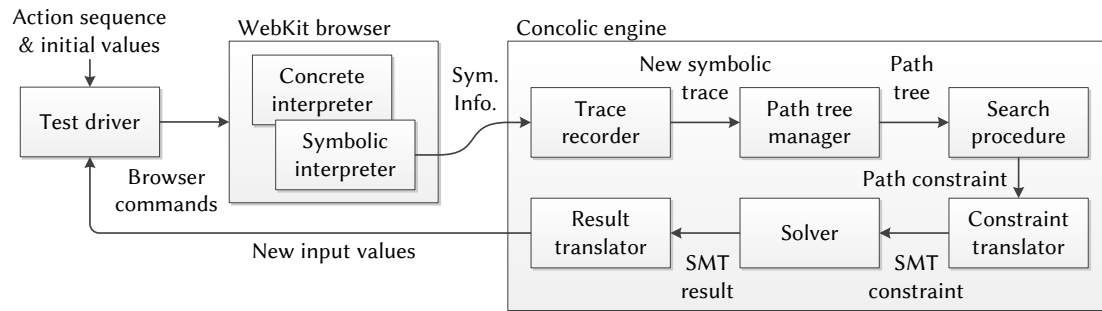 Action sequence
& initial values
WebKit browser
Concolic engine
Concrete
interpreter
Sym.
Info.
New symbolic
trace
Path
tree
Test driver
Symbolic
interpreter
Trace
recorder
Path tree
manager
Search
procedure
Browser
commands
Path constraint
New input values
Result
translator
Solver
Constraint
translator
SMT
result
SMT
constraint